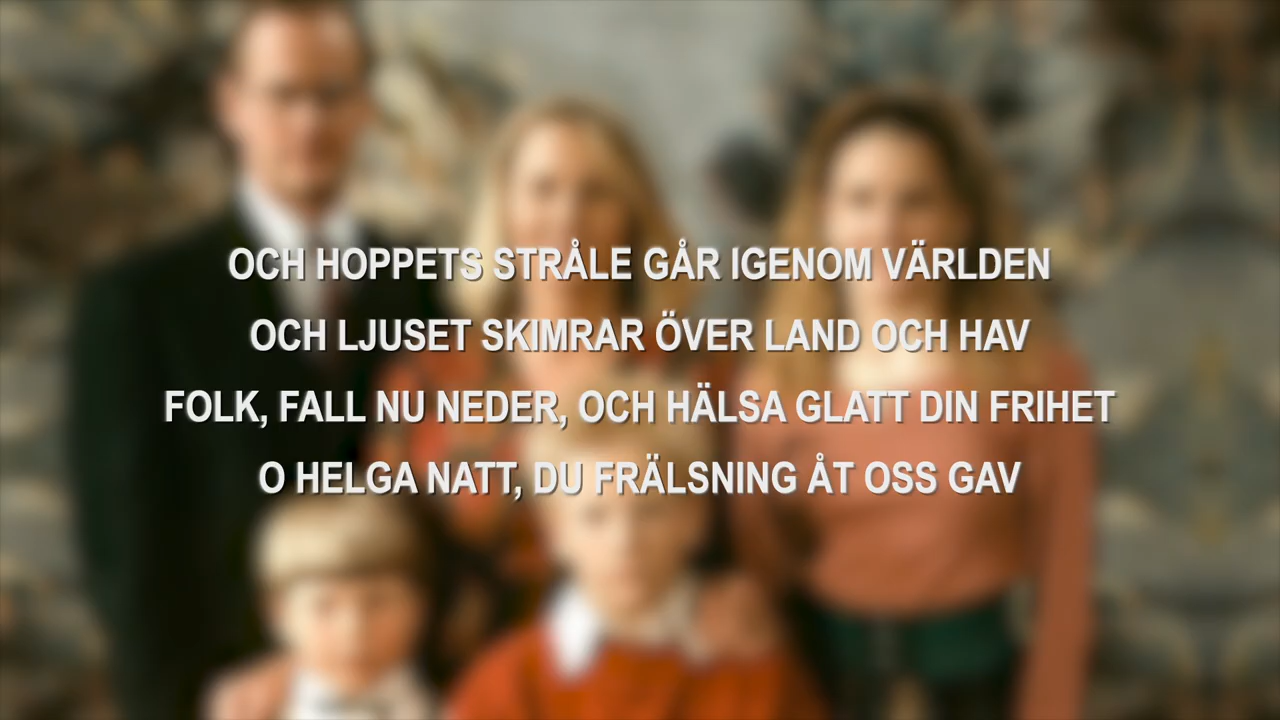 OCH HOPPETS STRÅLE GÅR IGENOM VÄRLDEN
OCH LJUSET SKIMRAR ÖVER LAND OCH HAV
FOLK, FALL NU NEDER, OCH HÄLSA GLATT DIN FRIHET
O HELGA NATT, DU FRÄLSNING ÅT OSS GAV